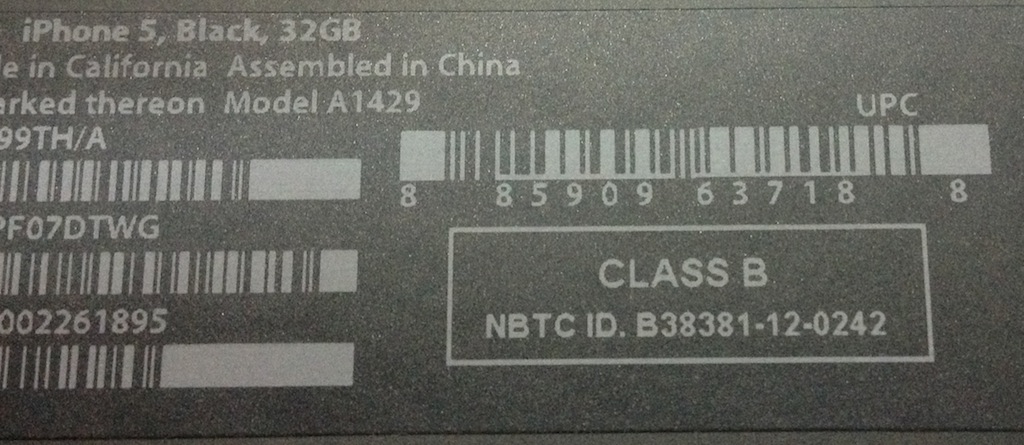 iPhone 5, Black, 32GB
e in California Assembled in China
arked thereon Model A1429
99TH/A
UPC
8 85909 63718 8
PF07DTWG
CLASS B
NBTC ID. B38381-12-0242
002261895